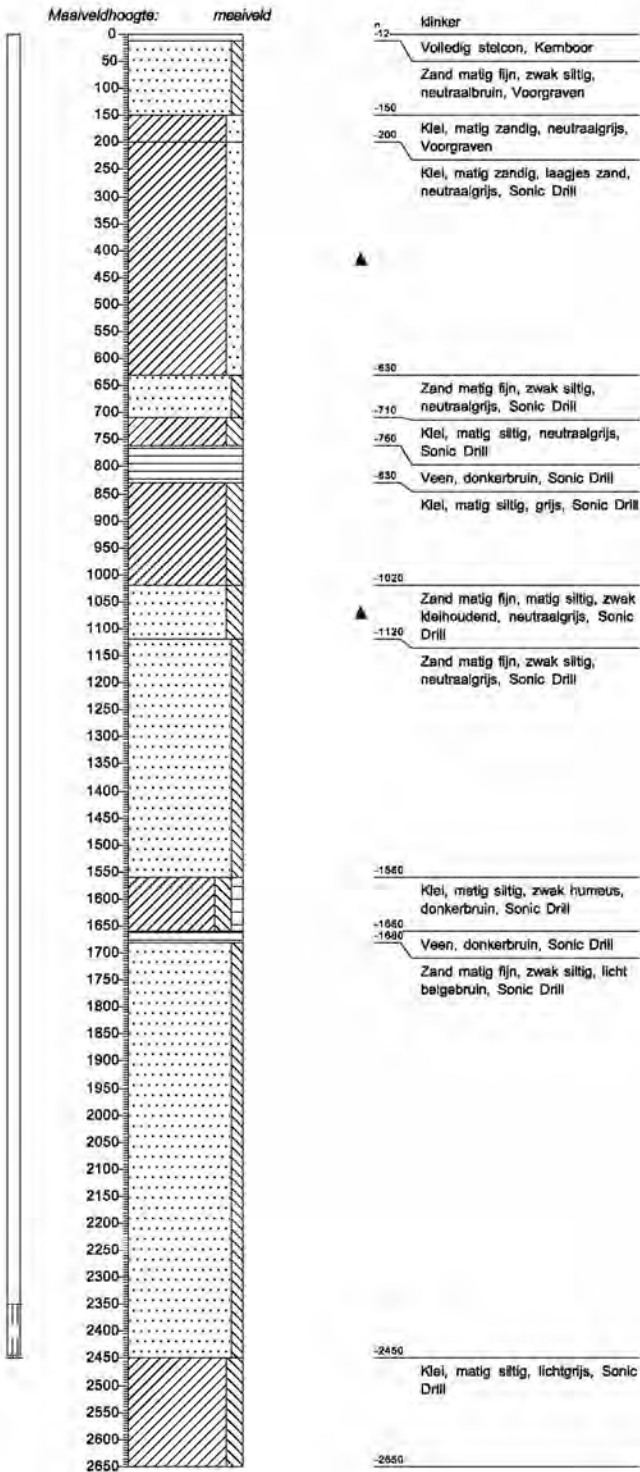 Maaiveldhoogte: maaiveld
0
50
100
150
200
250
300
350
400
450
500
550
600
650
700
750
800
850
900
950
1000
1050
1100
1150
1200
1250
1300
1350
1400
1450
1500
1550
1600
1650
1700
1750
1800
1850
1900
1950
2000
2050
2100
2150
2200
2250
2300
2350
2400
2450
2500
2550
2600
2650
klinker
-12
Volledig stelcon, Kernboor
Zand matig fijn, zwak siltig,
neutraalbruin, Voorgraven
-150
Klei, matig zandig, neutraalgrijs,
Voorgraven
-200
Klei, matig zandig, laagjes zand,
neutraalgrijs, Sonic Drill
-630
Zand matig fijn, zwak siltig,
neutraalgrijs, Sonic Drill
-710
Klei, matig siltig, neutraalgrijs,
Sonic Drill
-760
Veen, donkerbruin, Sonic Drill
-830
Klei, matig siltig, grijs, Sonic Drill
-1020
Zand matig fijn, matig siltig, zwak
kleihoudend, neutraalgrijs, Sonic
Drill
-1120
Zand matig fijn, zwak siltig,
neutraalgrijs, Sonic Drill
-1560
Klei, matig siltig, zwak humeus,
donkerbruin, Sonic Drill
-1660
Veen, donkerbruin, Sonic Drill
-1680
Zand matig fijn, zwak siltig, licht
beigebruin, Sonic Drill
-2450
Klei, matig siltig, lichtgrijs, Sonic
Drill
-2650